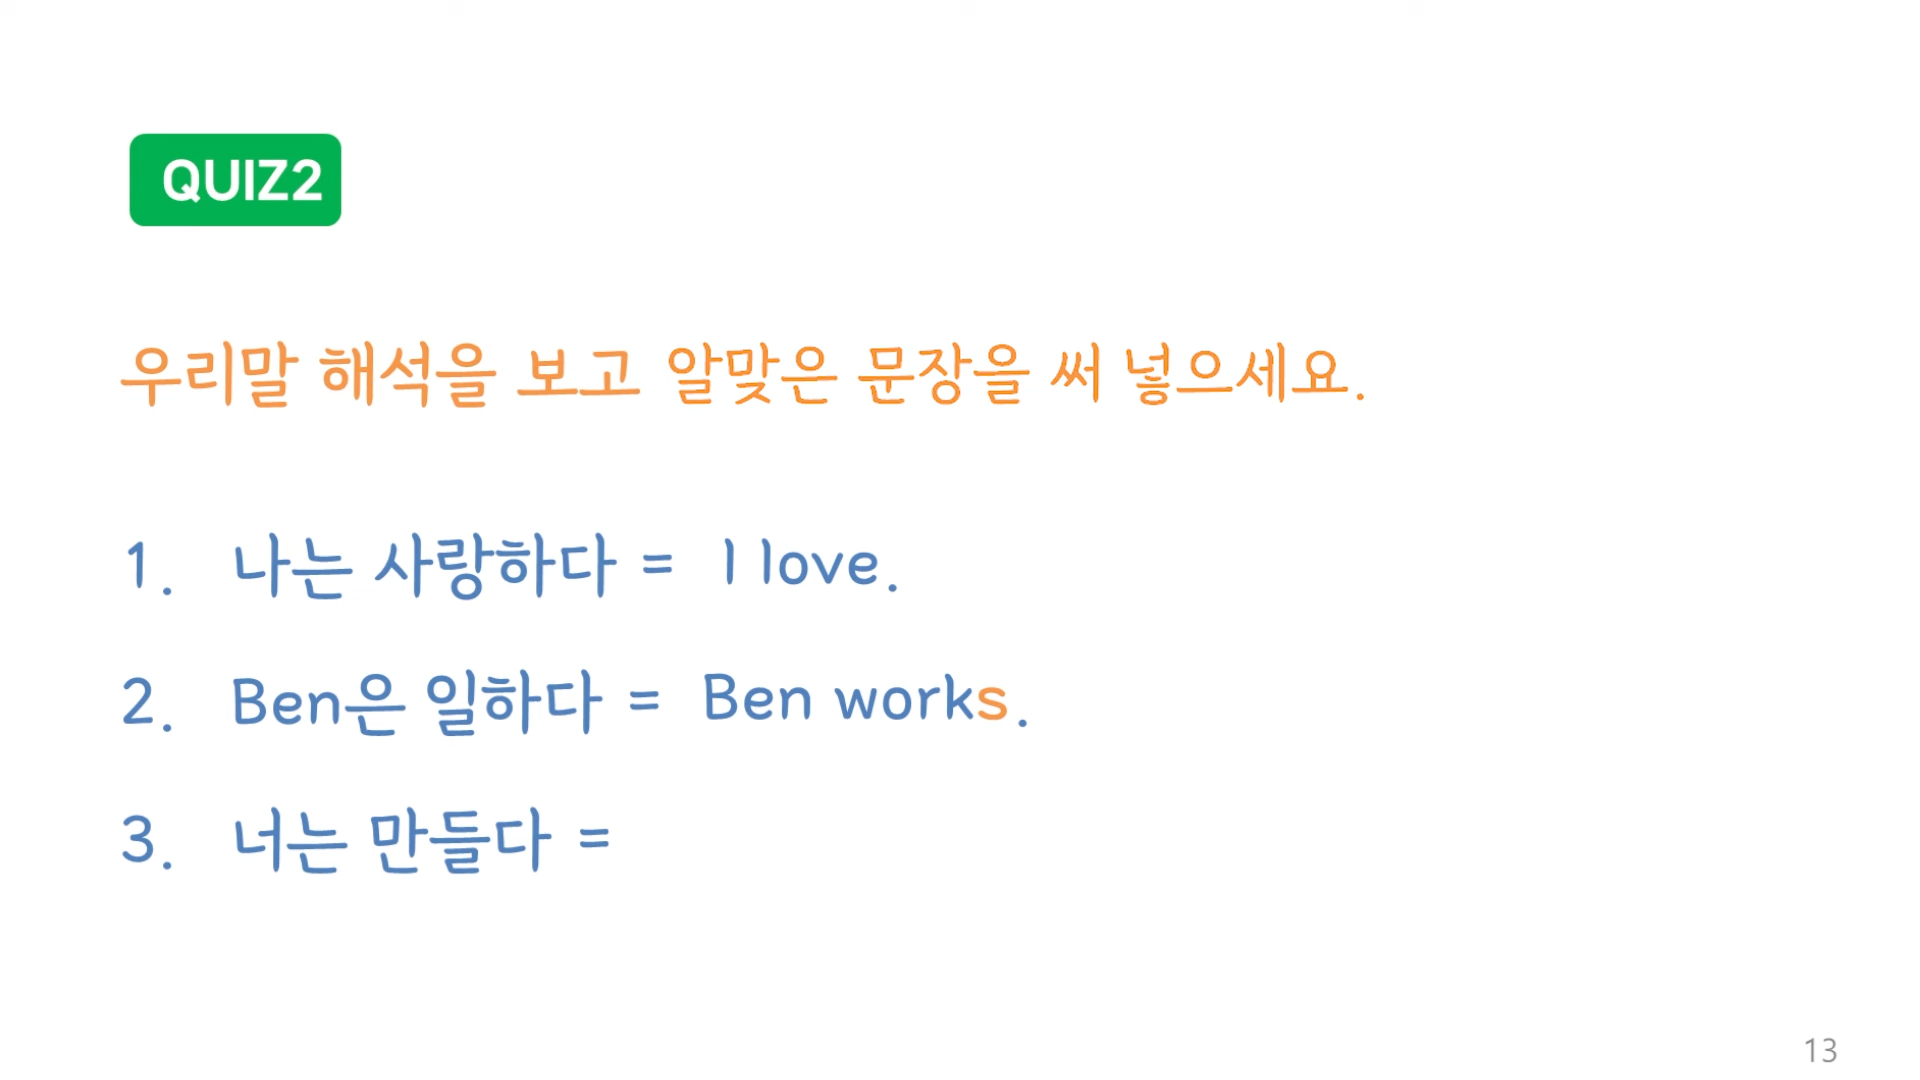 QUIZ2
우리말 해석을 보고 알맞은 문장을 써 넣으세요.
1. 나는 사랑하다 = I love.
2. Ben은 일하다 = Ben works.
3. 너는 만들다 =
13